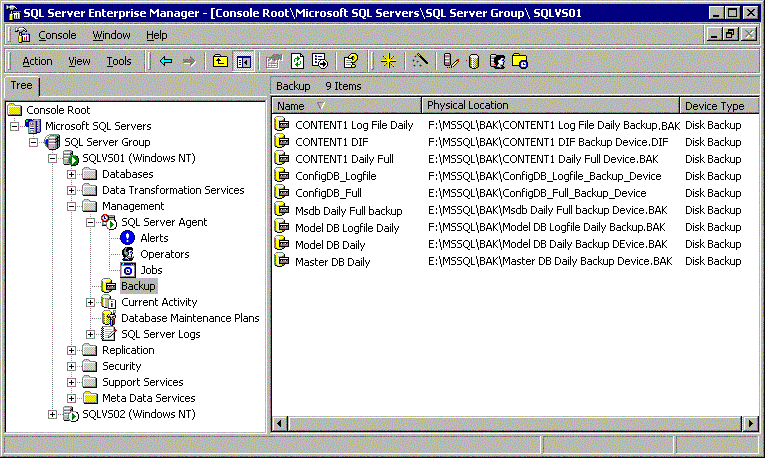 SQL Server Enterprise Manager - [Console Root\Microsoft SQL Servers\SQL Server Group\ SQLVS01
Console Window Help
Action View Tools
Tree
Backup 9 Items
Console Root
Microsoft SQL Servers
SQL Server Group
SQLVS01 (Windows NT)
Databases
Data Transformation Services
Management
SQL Server Agent
Alerts
Operators
Jobs
Backup
Current Activity
Database Maintenance Plans
SQL Server Logs
Replication
Security
Support Services
Meta Data Services
SQLVS02 (Windows NT)
Name Physical Location Device Type
CONTENT1 Log File Daily F:\MSSQL\BAK\CONTENT1 Log File Daily Backup.BAK Disk Backup
CONTENT1 DIF F:\MSSQL\BAK\CONTENT1 DIF Backup Device.DIF Disk Backup
CONTENT1 Daily Full E:\MSSQL\BAK\CONTENT1 Daily Full Device.BAK Disk Backup
ConfigDB_Logfile F:\MSSQL\BAK\ConfigDB_Logfile_Backup_Device Disk Backup
ConfigDB_Full E:\MSSQL\BAK\ConfigDB_Full_Backup_Device Disk Backup
Msdb Daily Full backup E:\MSSQL\BAK\Msdb Daily Full backup Device.BAK Disk Backup
Model DB Logfile Daily F:\MSSQL\BAK\Model DB Logfile Daily Backup.BAK Disk Backup
Model DB Daily E:\MSSQL\BAK\Model DB Daily Backup DEvice.BAK Disk Backup
Master DB Daily E:\MSSQL\BAK\Master DB Daily Backup Device.BAK Disk Backup